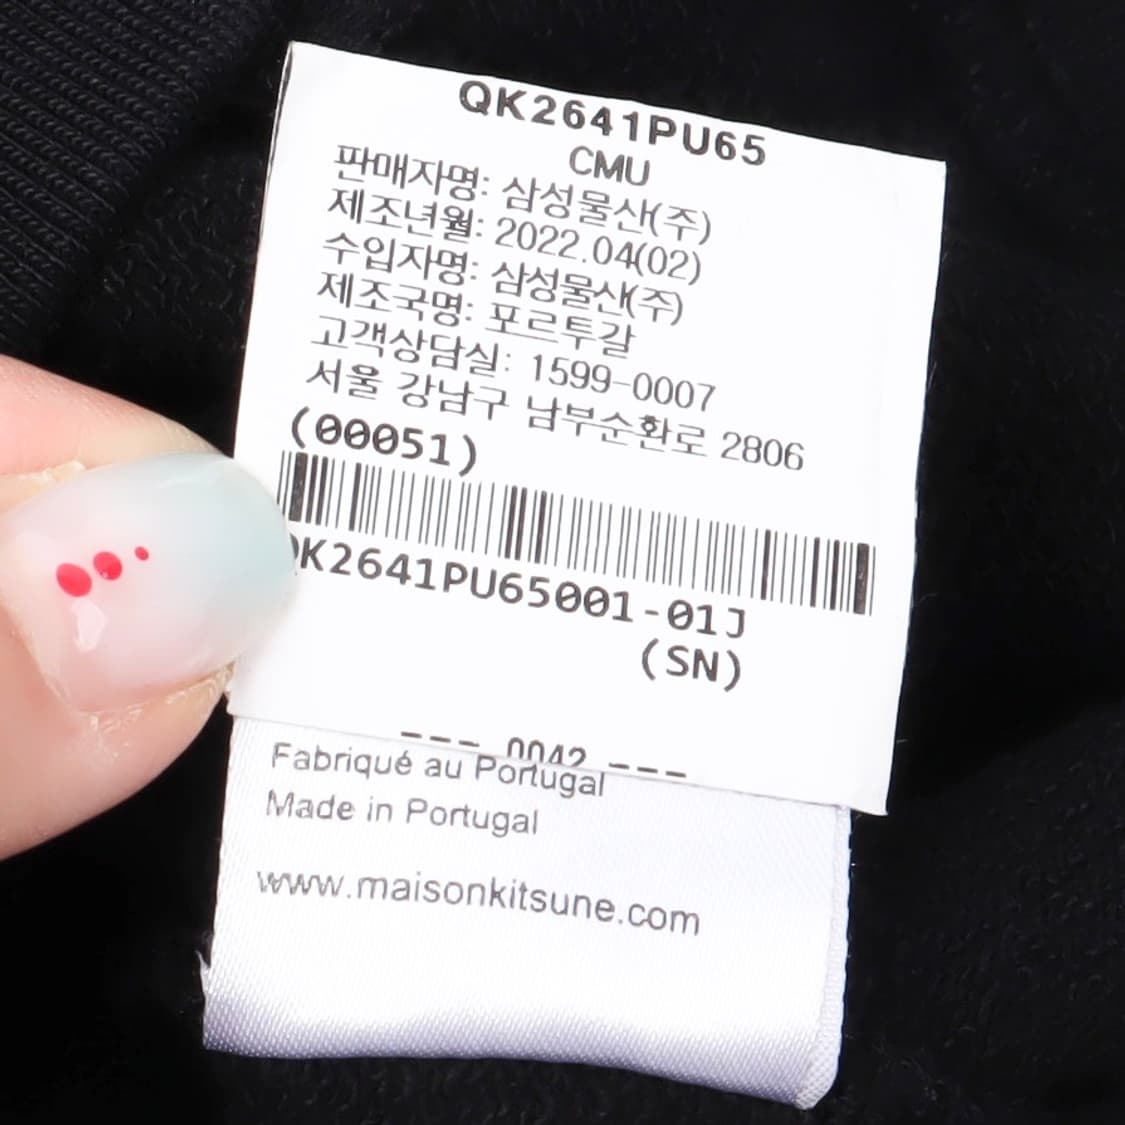 QK2641PU65
CMU
판매자명: 삼성물산(주)
제조년월: 2022.04(02)
수입자명: 삼성물산(주)
제조국명: 포르투갈
고객상담실: 1599-0007
서울 강남구 남부순환로 2806
(00051)
QK2641PU65001-01J
(SN)
--- 0042 ---
Fabriqué au Portugal
Made in Portugal
www.maisonkitsune.com